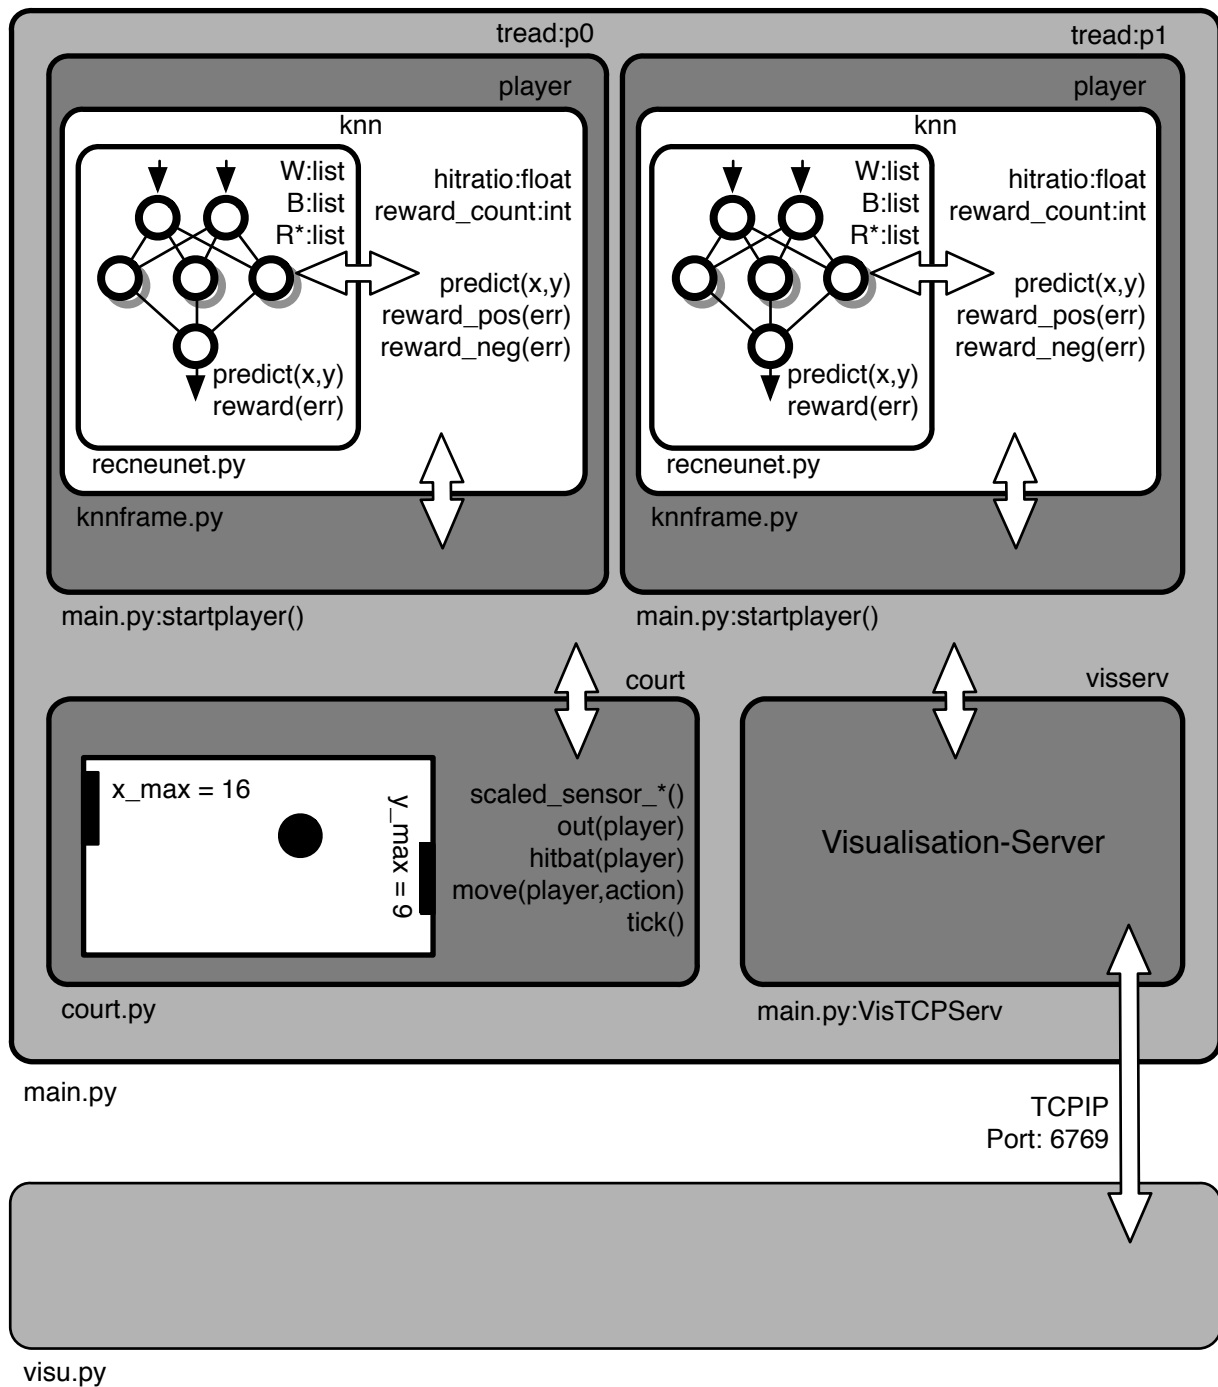 tread:p0
player
knn
W:list
B:list
R*:list
hitratio:float
reward_count:int
predict(x,y)
reward_pos(err)
reward_neg(err)
predict(x,y)
reward(err)
recneunet.py
knnframe.py
main.py:startplayer()
tread:p1
player
knn
W:list
B:list
R*:list
hitratio:float
reward_count:int
predict(x,y)
reward_pos(err)
reward_neg(err)
predict(x,y)
reward(err)
recneunet.py
knnframe.py
main.py:startplayer()
court
x_max = 16
y_max = 9
scaled_sensor_*()
out(player)
hitbat(player)
move(player,action)
tick()
court.py
visserv
Visualisation-Server
main.py:VisTCPServ
main.py
TCPIP
Port: 6769
visu.py